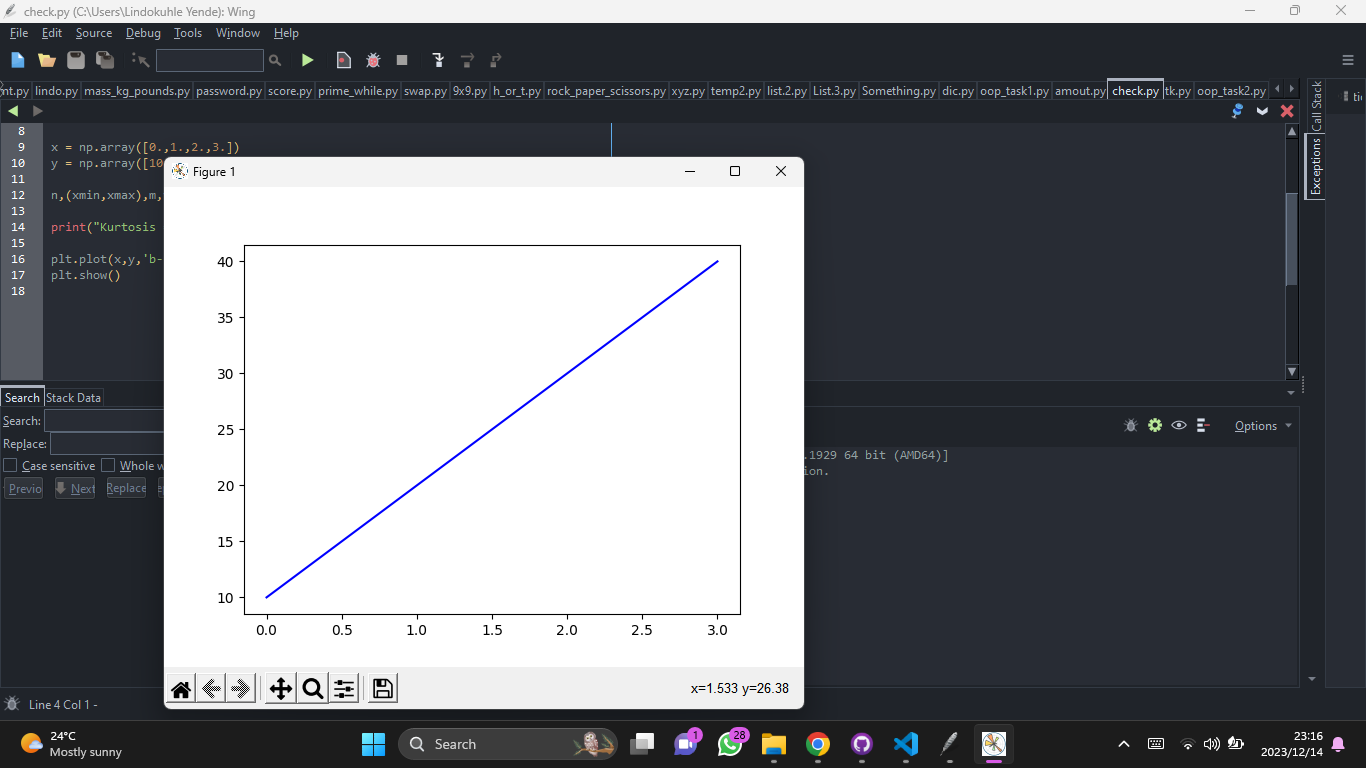 check.py (C:\Users\Lindokuhle Yende): Wing
File Edit Source Debug Tools Window Help
nt.py lindo.py mass_kg_pounds.py password.py score.py prime_while.py swap.py 9x9.py h_or_t.py rock_paper_scissors.py xyz.py temp2.py list.2.py List.3.py Something.py dic.py oop_task1.py amout.py check.py tk.py oop_task2.py
Call Stack
Exceptions
8
9 x = np.array([0.,1.,2.,3.])
10 y = np.array([10
11
12 n,(xmin,xmax),m,
13
14 print("Kurtosis
15
16 plt.plot(x,y,'b-
17 plt.show()
18
Figure 1
40
35
30
25
20
15
10
0.0 0.5 1.0 1.5 2.0 2.5 3.0
x=1.533 y=26.38
Search Stack Data
Search:
Replace:
Case sensitive Whole w
Previo Next Replace
Options
.1929 64 bit (AMD64)]
ion.
Line 4 Col 1 -
24°C
Mostly sunny
Search
1
28
23:16
2023/12/14